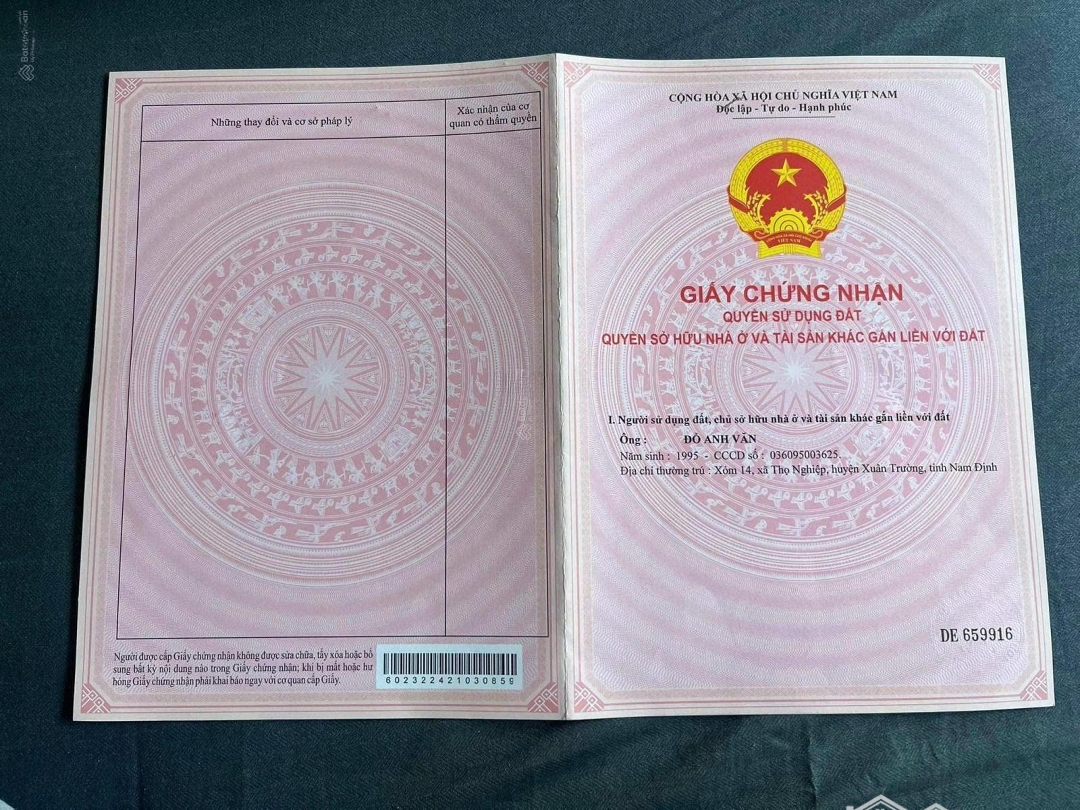 Batdongsan
Những thay đổi và cơ sở pháp lý
Xác nhận của cơ
quan có thẩm quyền
Người được cấp Giấy chứng nhận không được sửa chữa, tẩy xóa hoặc bổ
sung bất kỳ nội dung nào trong Giấy chứng nhận; khi bị mất hoặc hư
hỏng Giấy chứng nhận phải khai báo ngay với cơ quan cấp Giấy.
602322421030859
CỘNG HÒA XÃ HỘI CHỦ NGHĨA VIỆT NAM
Độc lập - Tự do - Hạnh phúc
VIỆT NAM
GIẤY CHỨNG NHẬN
QUYỀN SỬ DỤNG ĐẤT
QUYỀN SỞ HỮU NHÀ Ở VÀ TÀI SẢN KHÁC GẮN LIỀN VỚI ĐẤT
I. Người sử dụng đất, chủ sở hữu nhà ở và tài sản khác gắn liền với đất
Ông : ĐỖ ANH VĂN
Năm sinh : 1995 - CCCD số : 036095003625.
Địa chỉ thường trú : Xóm 14, xã Thọ Nghiệp, huyện Xuân Trường, tỉnh Nam Định
DE 659916